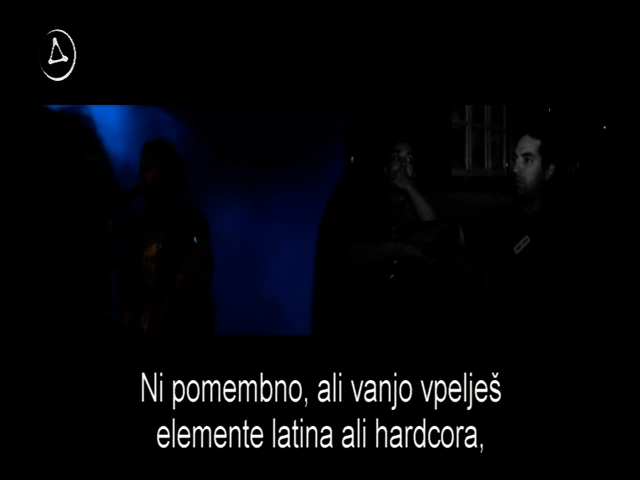 Ni pomembno, ali vanjo vpelješ
elemente latina ali hardcora,